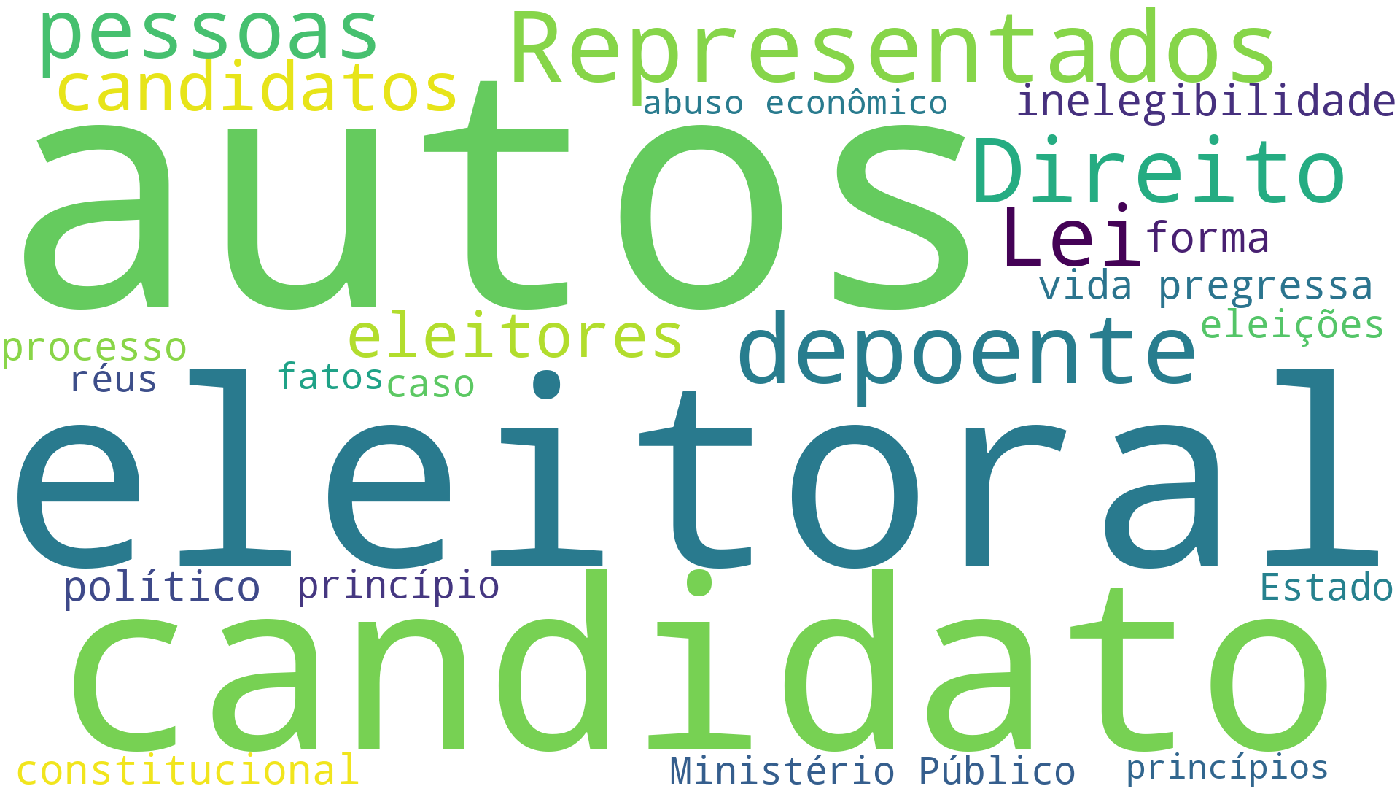 pessoas
Representados
candidatos
abuso econômico
inelegibilidade
autos
Direito
Lei
forma
vida pregressa
processo
eleitores
depoente
eleições
réus
fatos
caso
eleitoral
político
princípio
Estado
candidato
constitucional
Ministério Público
princípios